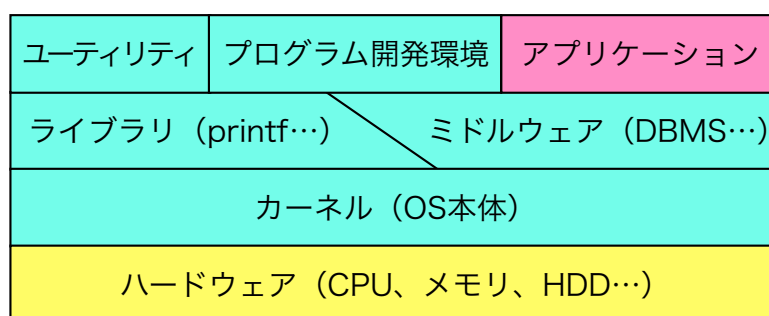 ユーティリティ プログラム開発環境 アプリケーション
ライブラリ（printf…） ミドルウェア（DBMS…）
カーネル（OS本体）
ハードウェア（CPU、メモリ、HDD…）